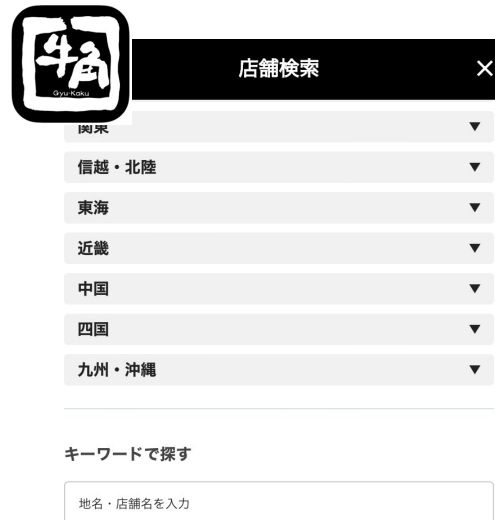 牛角
Gyu-Kaku
店舗検索
関東
信越・北陸
東海
近畿
中国
四国
九州・沖縄
キーワードで探す
地名・店舗名を入力